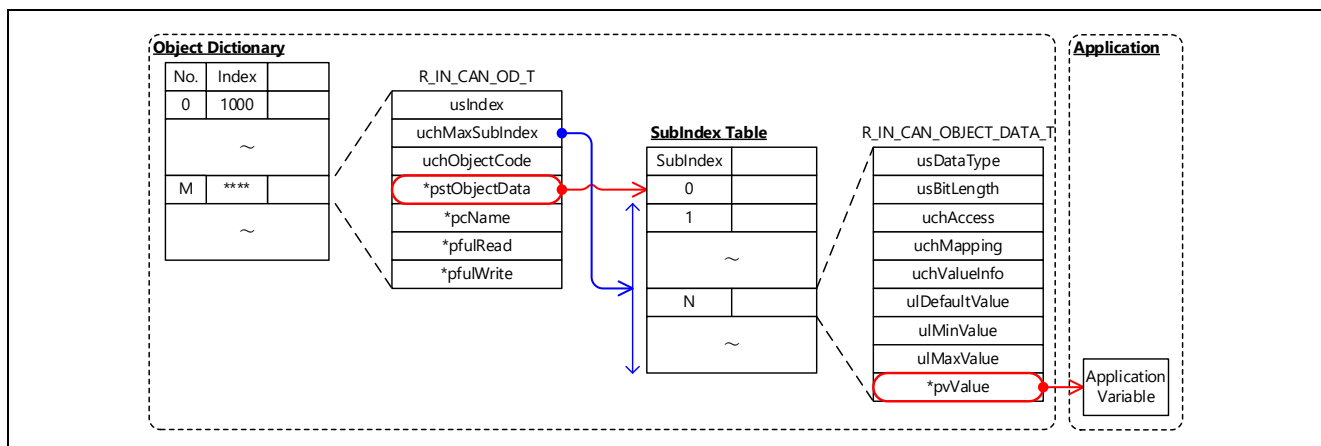 Object Dictionary
No. Index
0 1000
～
M ****
～
R_IN_CAN_OD_T
usIndex
uchMaxSubIndex
uchObjectCode
*pstObjectData
*pcName
*pfulRead
*pfulWrite
SubIndex Table
SubIndex
0
1
～
N
～
R_IN_CAN_OBJECT_DATA_T
usDataType
usBitLength
uchAccess
uchMapping
uchValueInfo
ulDefaultValue
ulMinValue
ulMaxValue
*pvValue
Application
Application
Variable